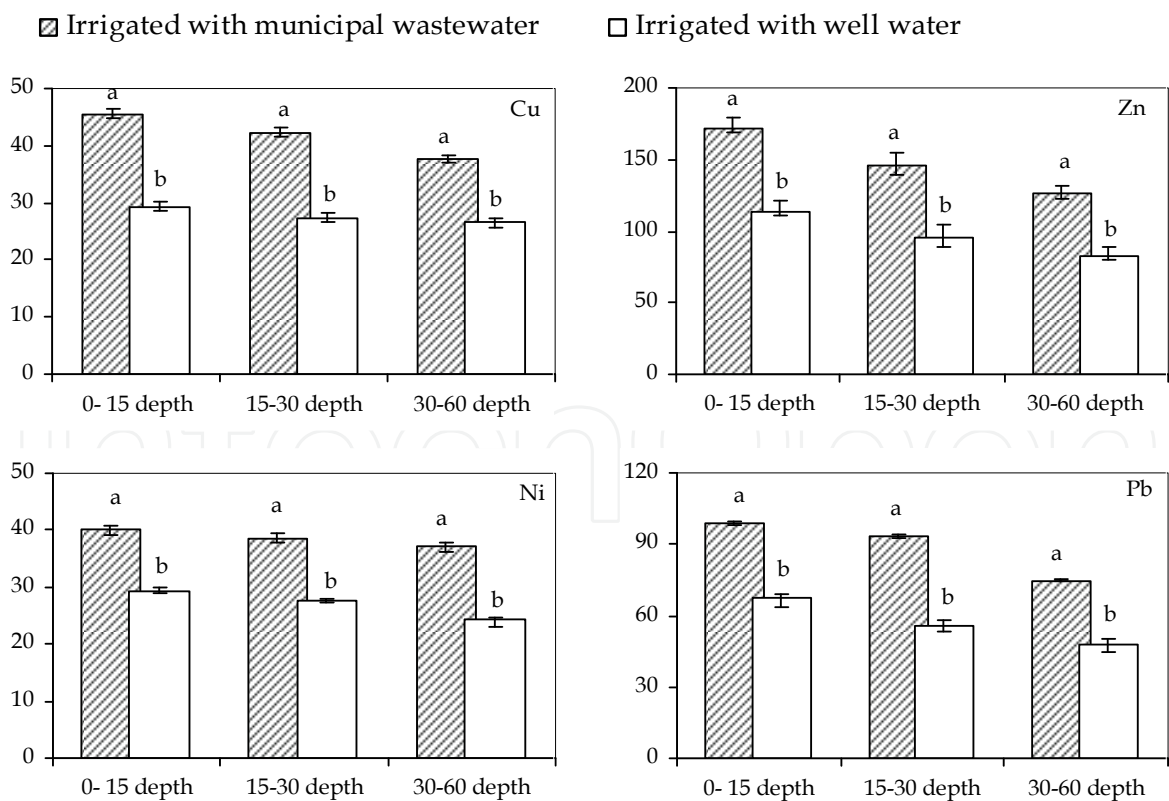 Irrigated with municipal wastewater
Irrigated with well water
50
40
30
20
10
0
Cu
a
b
a
b
a
b
0- 15 depth
15-30 depth
30-60 depth
200
150
100
50
0
Zn
a
b
a
b
a
b
0- 15 depth
15-30 depth
30-60 depth
50
40
30
20
10
0
Ni
a
b
a
b
a
b
0- 15 depth
15-30 depth
30-60 depth
120
90
60
30
0
Pb
a
b
a
b
a
b
0- 15 depth
15-30 depth
30-60 depth